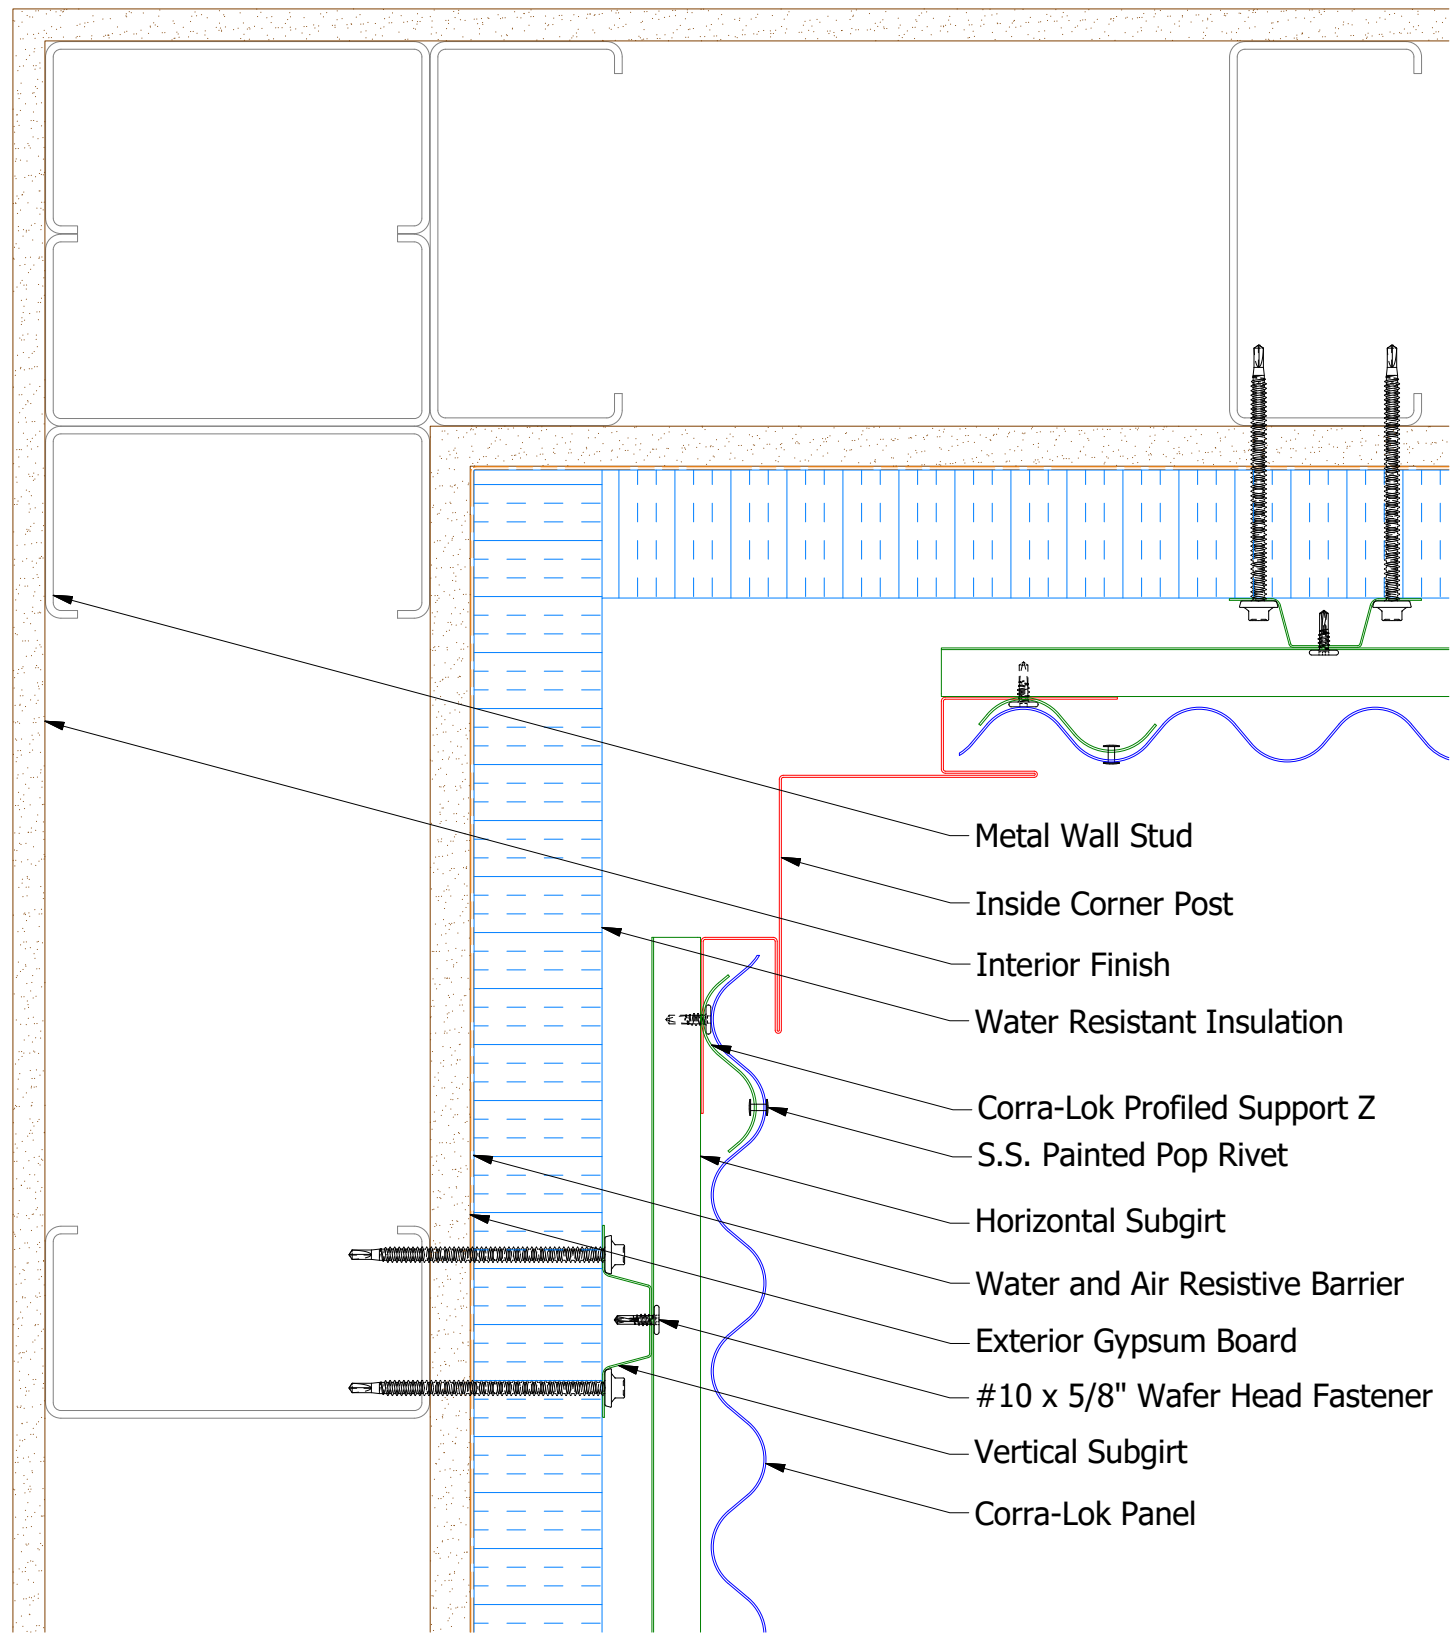 Metal Wall Stud
Inside Corner Post
Interior Finish
Water Resistant Insulation
Corra-Lok Profiled Support Z
S.S. Painted Pop Rivet
Horizontal Subgirt
Water and Air Resistive Barrier
Exterior Gypsum Board
#10 x 5/8" Wafer Head Fastener
Vertical Subgirt
Corra-Lok Panel